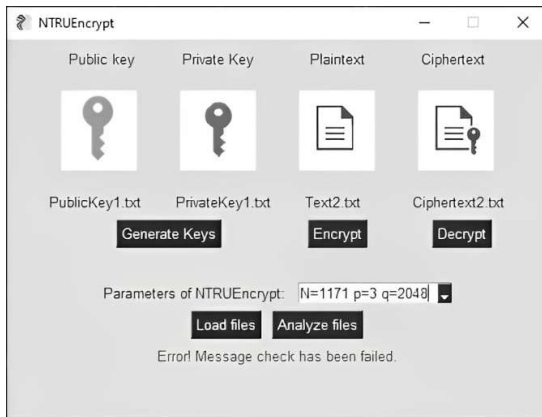 NTRUEncrypt
Public key Private Key Plaintext Ciphertext
PublicKey1.txt PrivateKey1.txt Text2.txt Ciphertext2.txt
Generate Keys Encrypt Decrypt
Parameters of NTRUEncrypt: N=1171 p=3 q=2048
Load files Analyze files
Error! Message check has been failed.